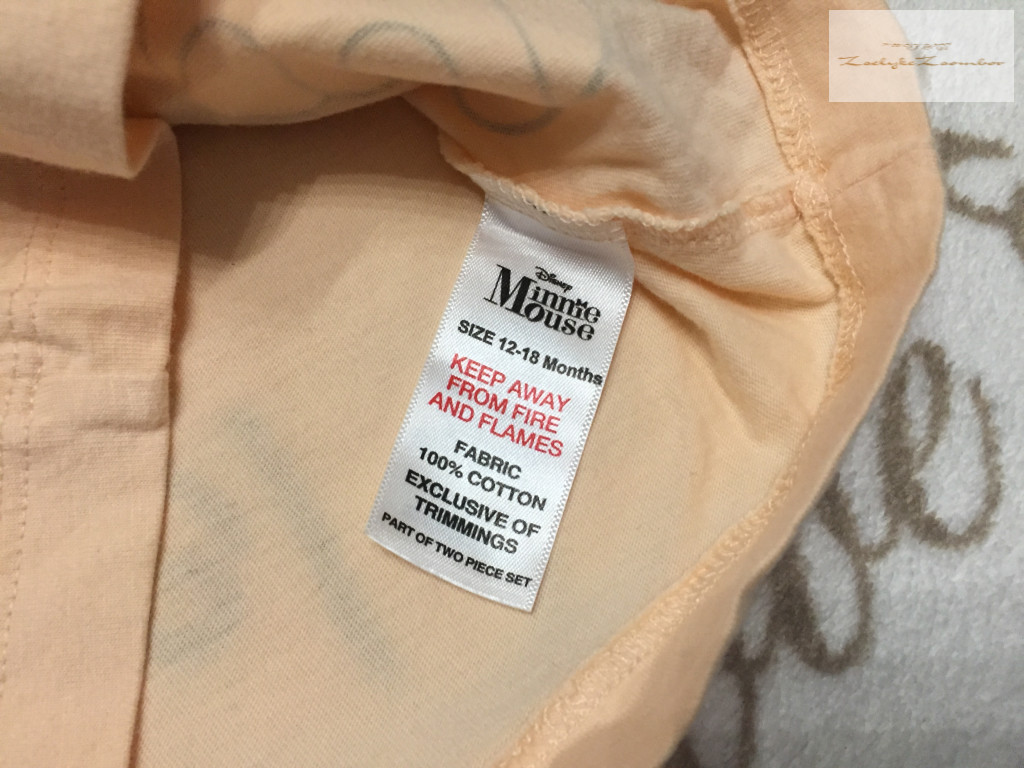 Disney
Minnie
Mouse
SIZE 12-18 Months
KEEP AWAY
FROM FIRE
AND FLAMES
FABRIC
100% COTTON
EXCLUSIVE OF
TRIMMINGS
PART OF TWO PIECE SET